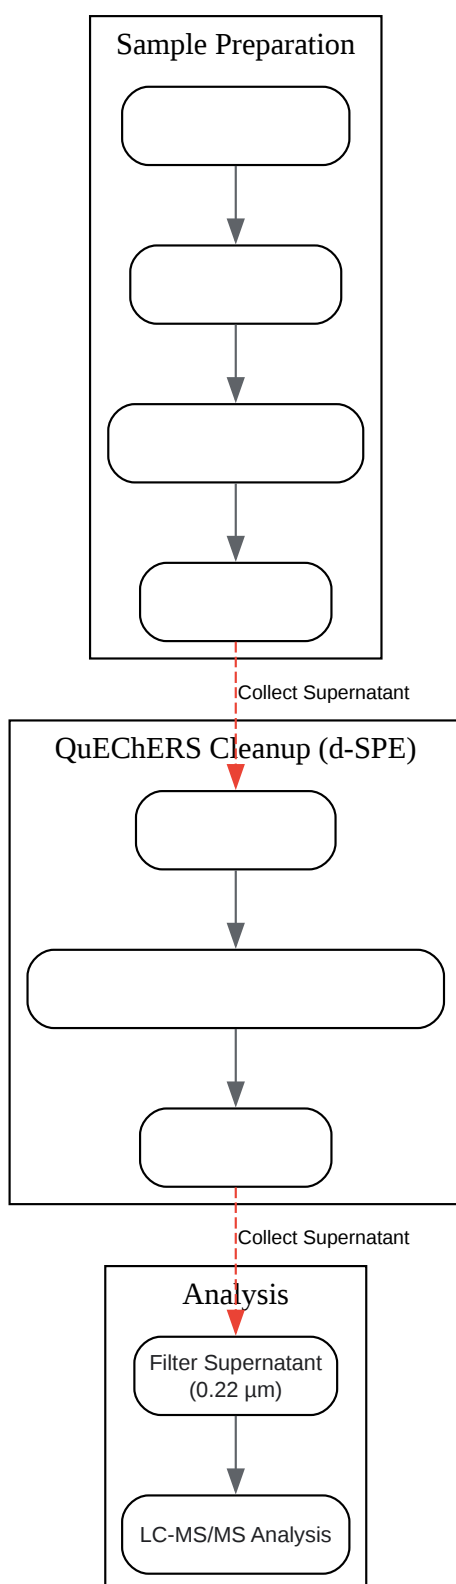 Sample Preparation
Collect Supernatant
QuEChERS Cleanup (d-SPE)
Collect Supernatant
Analysis
Filter Supernatant
(0.22 µm)
LC-MS/MS Analysis